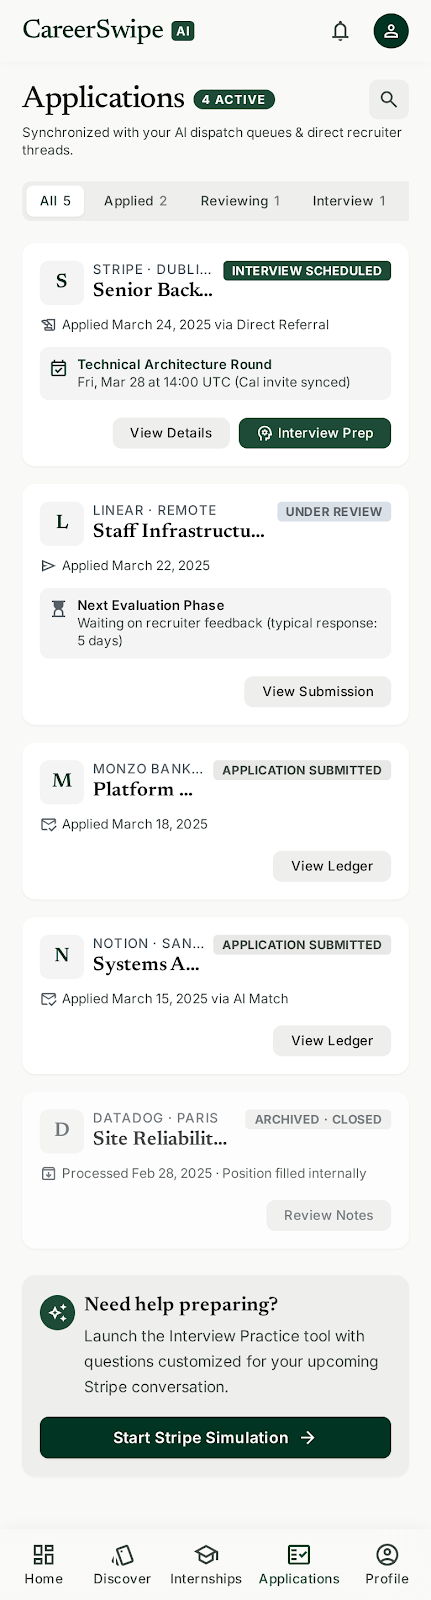 CareerSwipe AI
Applications 4 ACTIVE
Synchronized with your AI dispatch queues & direct recruiter
threads.
All 5 Applied 2 Reviewing 1 Interview 1
S
STRIPE · DUBLI... INTERVIEW SCHEDULED
Senior Back...
Applied March 24, 2025 via Direct Referral
Technical Architecture Round
Fri, Mar 28 at 14:00 UTC (Cal invite synced)
View Details Interview Prep
L
LINEAR · REMOTE UNDER REVIEW
Staff Infrastructu...
Applied March 22, 2025
Next Evaluation Phase
Waiting on recruiter feedback (typical response:
5 days)
View Submission
M
MONZO BANK... APPLICATION SUBMITTED
Platform ...
Applied March 18, 2025
View Ledger
N
NOTION · SAN... APPLICATION SUBMITTED
Systems A...
Applied March 15, 2025 via AI Match
View Ledger
D
DATADOG · PARIS ARCHIVED · CLOSED
Site Reliabilit...
Processed Feb 28, 2025 · Position filled internally
Review Notes
Need help preparing?
Launch the Interview Practice tool with
questions customized for your upcoming
Stripe conversation.
Start Stripe Simulation
Home Discover Internships Applications Profile